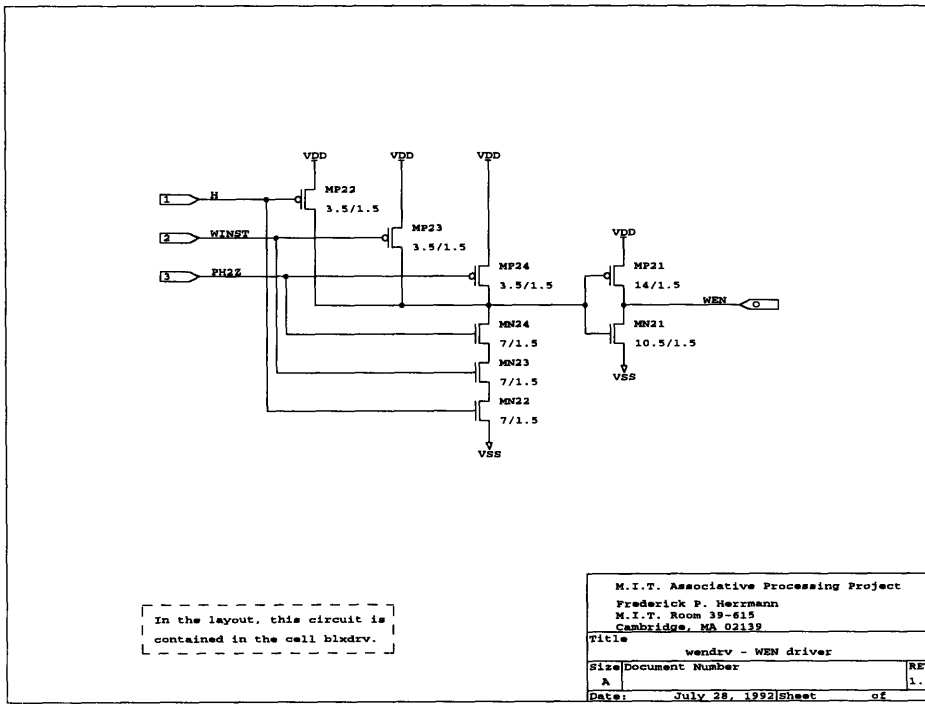 VDD VDD VDD
1 H MP22
3.5/1.5
2 WINST MP23
3.5/1.5
VDD
3 PH2Z MP24
3.5/1.5
MP21
14/1.5
WEN O
MN24
7/1.5
MN21
10.5/1.5
MN23
7/1.5
VSS
MN22
7/1.5
VSS
In the layout, this circuit is
contained in the cell blxdrv.
M.I.T. Associative Processing Project
Frederick P. Herrmann
M.I.T. Room 39-615
Cambridge, MA 02139
Title
wendrv - WEN driver
Size Document Number RE
A 1.
Date: July 28, 1992 Sheet of